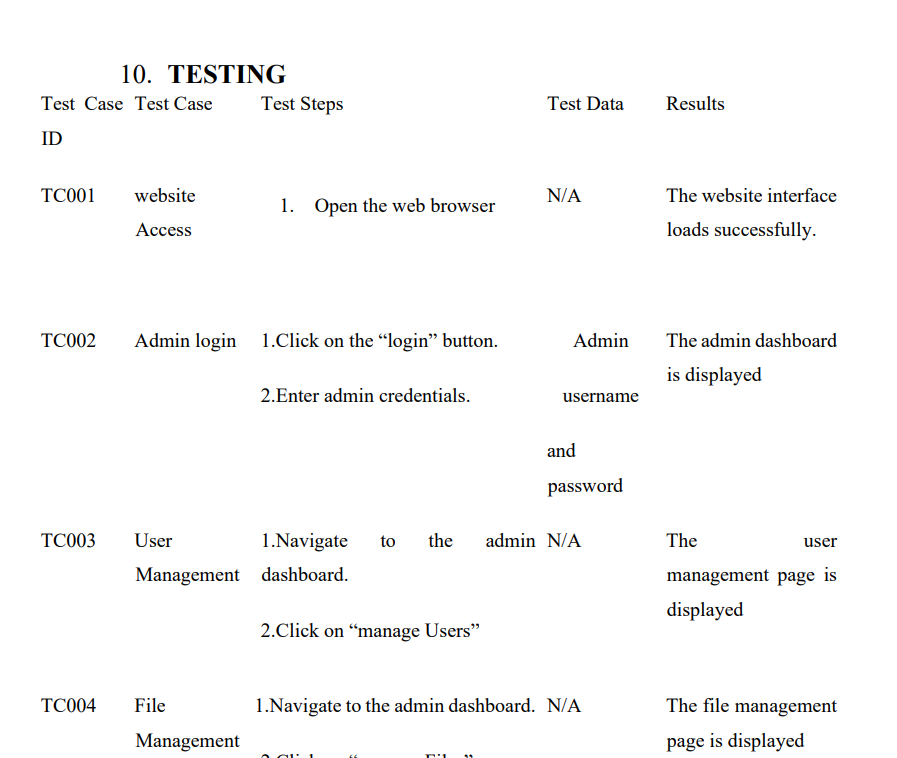 10. TESTING
Test Case Test Case Test Steps Test Data Results
ID
TC001 website N/A The website interface
1. Open the web browser
Access loads successfully.
TC002 Admin login 1.Click on the “login” button. Admin The admin dashboard
is displayed
2.Enter admin credentials. username
and
password
TC003 User 1.Navigate to the admin N/A The user
Management dashboard. management page is
displayed
2.Click on “manage Users”
TC004 File 1.Navigate to the admin dashboard. N/A The file management
Management page is displayed